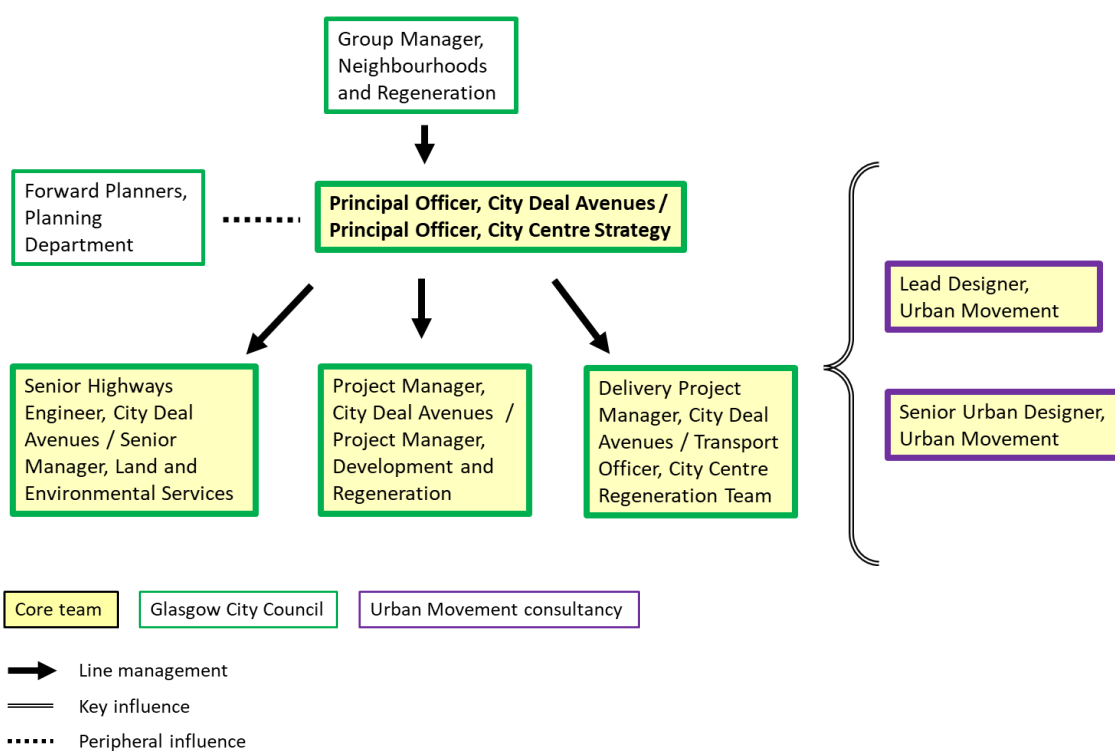 Group Manager,
Neighbourhoods
and Regeneration
Forward Planners,
Planning
Department
Principal Officer, City Deal Avenues /
Principal Officer, City Centre Strategy
Lead Designer,
Urban Movement
Senior Highways
Engineer, City Deal
Avenues / Senior
Manager, Land and
Environmental Services
Project Manager,
City Deal Avenues /
Project Manager,
Development and
Regeneration
Delivery Project
Manager, City Deal
Avenues / Transport
Officer, City Centre
Regeneration Team
Senior Urban Designer,
Urban Movement
Core team
Glasgow City Council
Urban Movement consultancy
Line management
Key influence
Peripheral influence